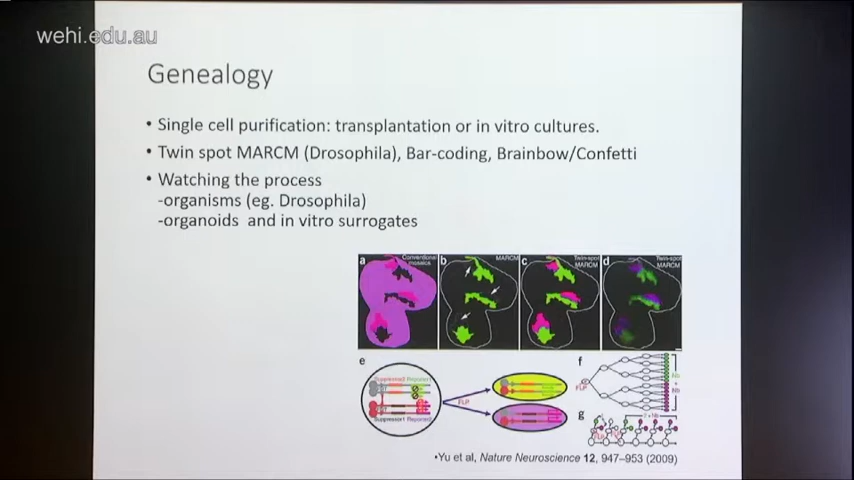 wehi.edu.au
Genealogy
• Single cell purification: transplantation or in vitro cultures.
• Twin spot MARCM (Drosophila), Bar-coding, Brainbow/Confetti
• Watching the process
-organisms (eg. Drosophila)
-organoids and in vitro surrogates
a Conventional mosaics
b MARCM
c Twin-spot MARCM
d Twin-spot MARCM
e
FLP
f
FLP
Nb
Nb
g
•Yu et al, Nature Neuroscience 12, 947–953 (2009)